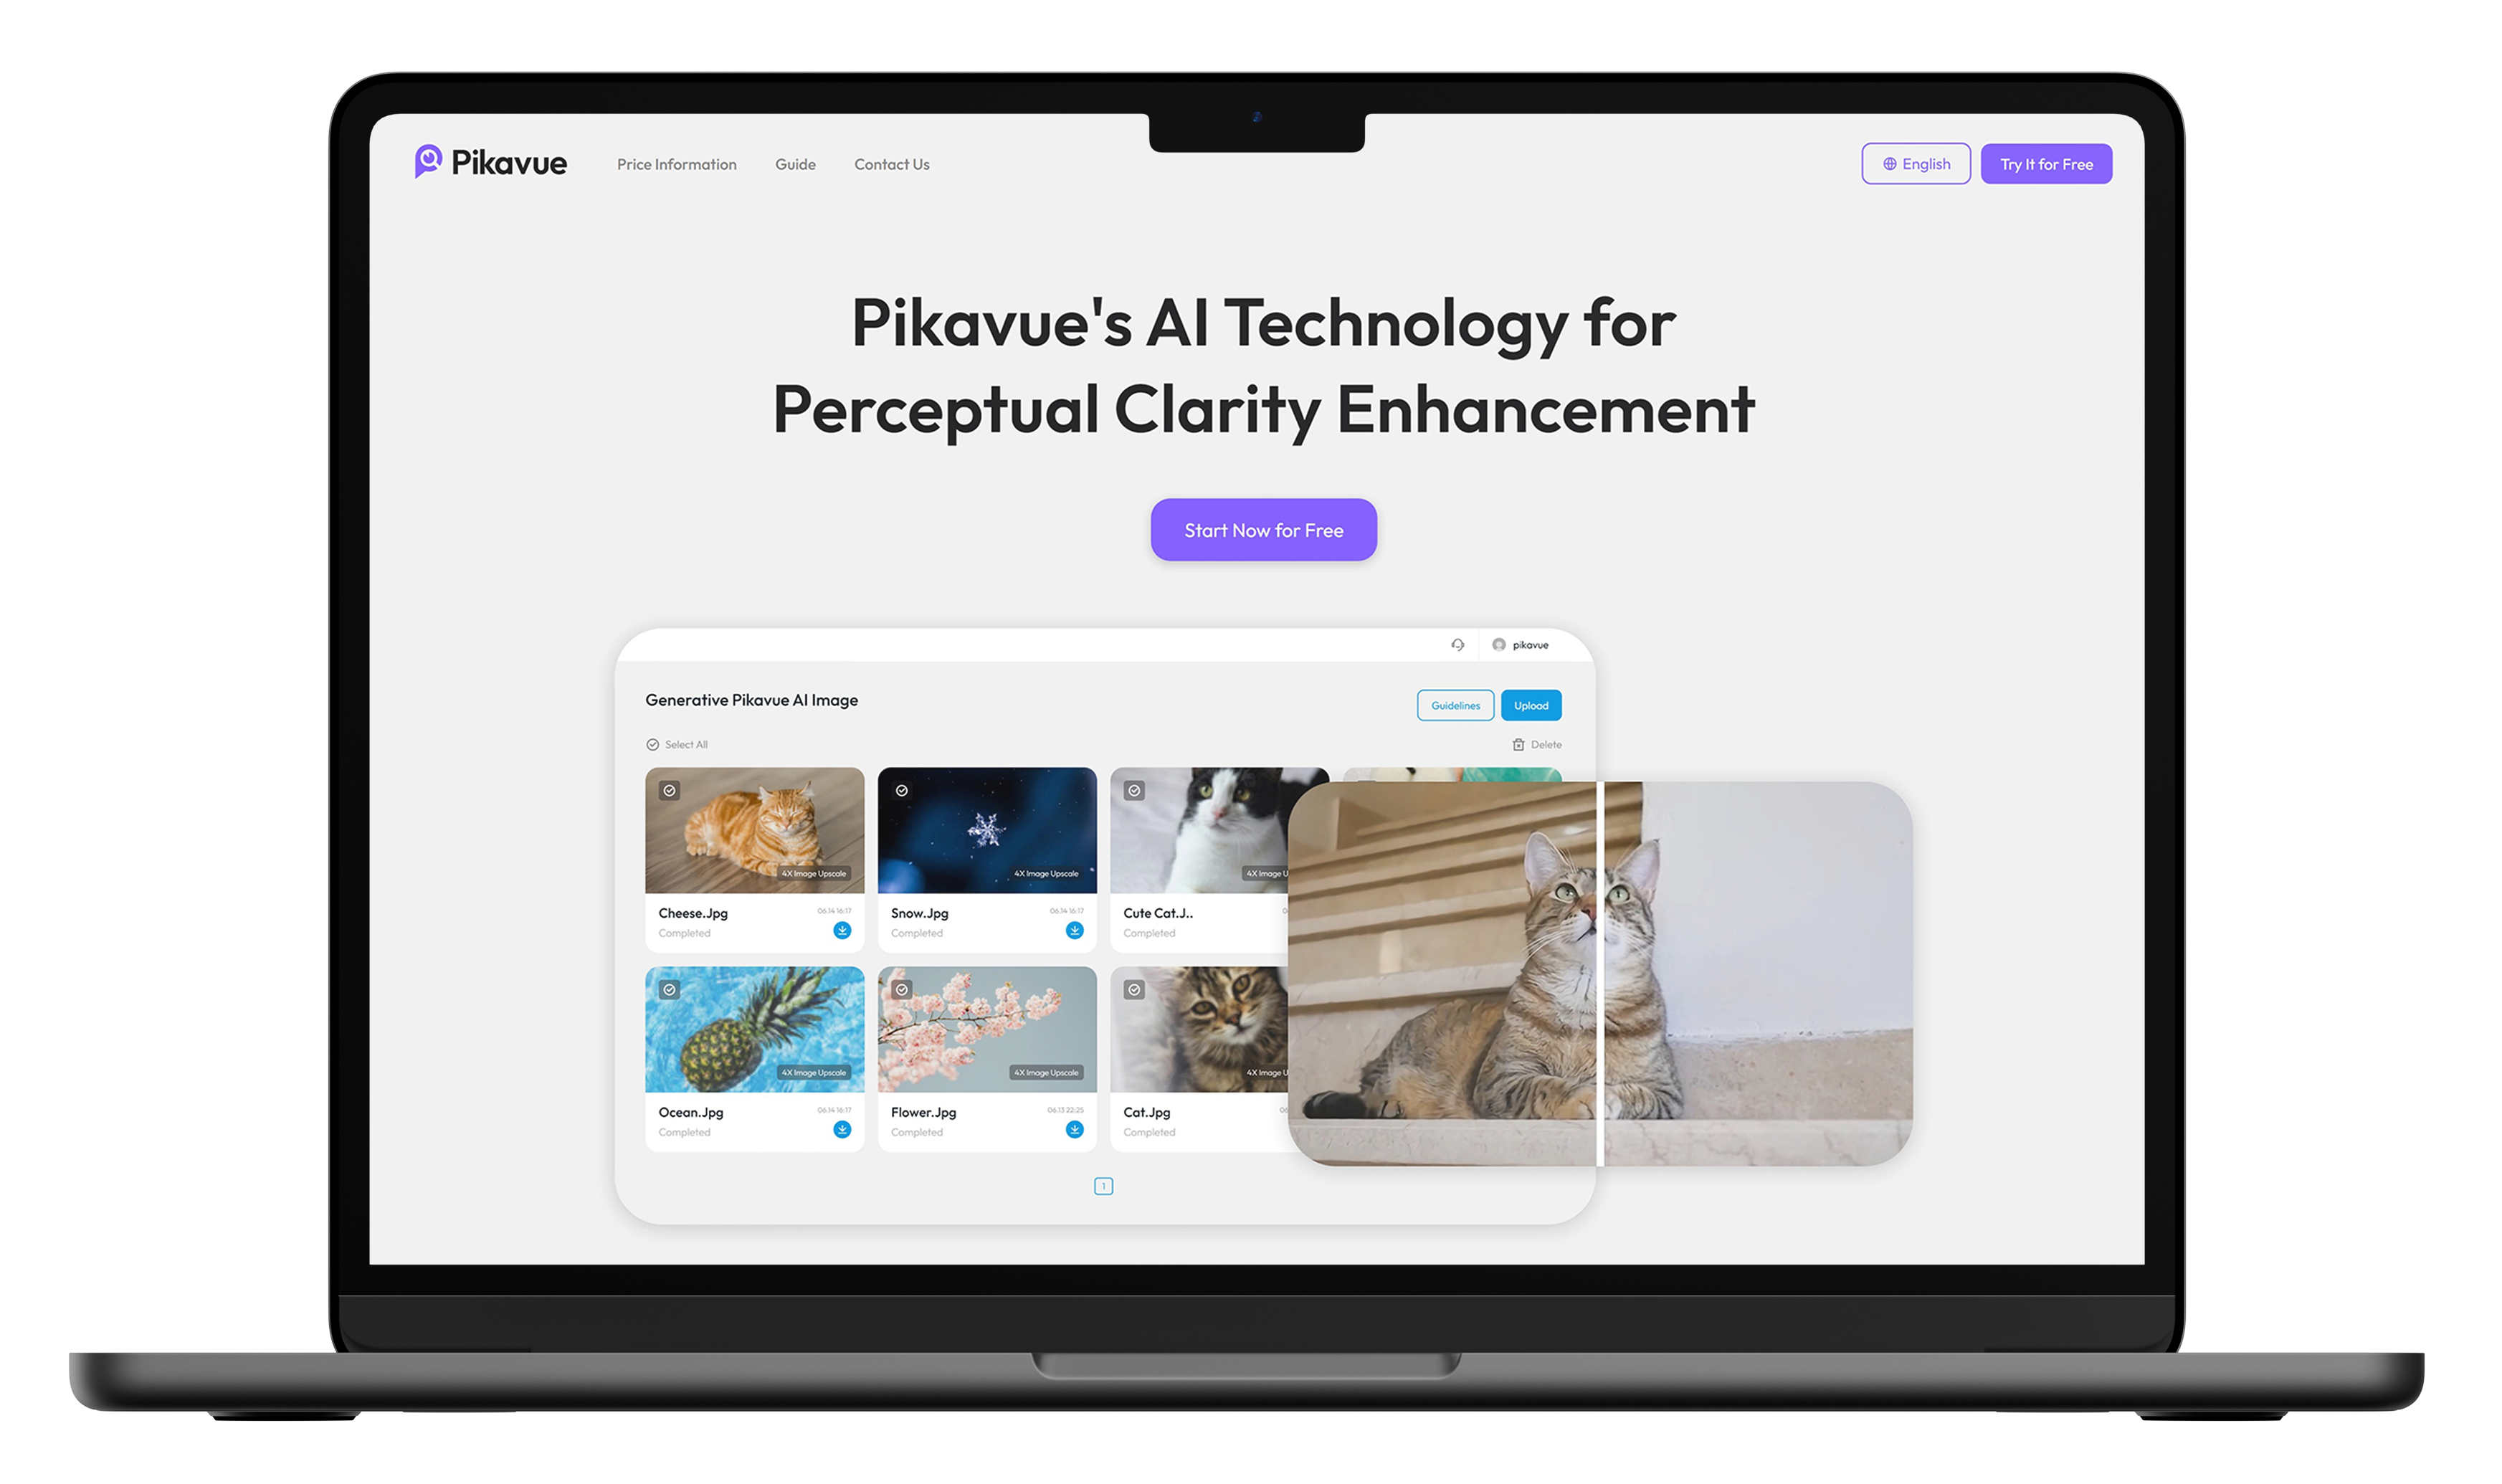 Pikavue
Price Information
Guide
Contact Us
English
Try It for Free
Pikavue's AI Technology for
Perceptual Clarity Enhancement
Start Now for Free
pikavue
Generative Pikavue AI Image
Guidelines
Upload
Select All
Delete
4X Image Upscale
4X Image Upscale
4X Image U
Cheese.Jpg
06.14 16:17
Completed
Snow.Jpg
06.14 16:17
Completed
Cute Cat.J..
Completed
4X Image Upscale
4X Image Upscale
4X Image U
Ocean.Jpg
06.14 16:17
Completed
Flower.Jpg
06.13 22:25
Completed
Cat.Jpg
Completed
1